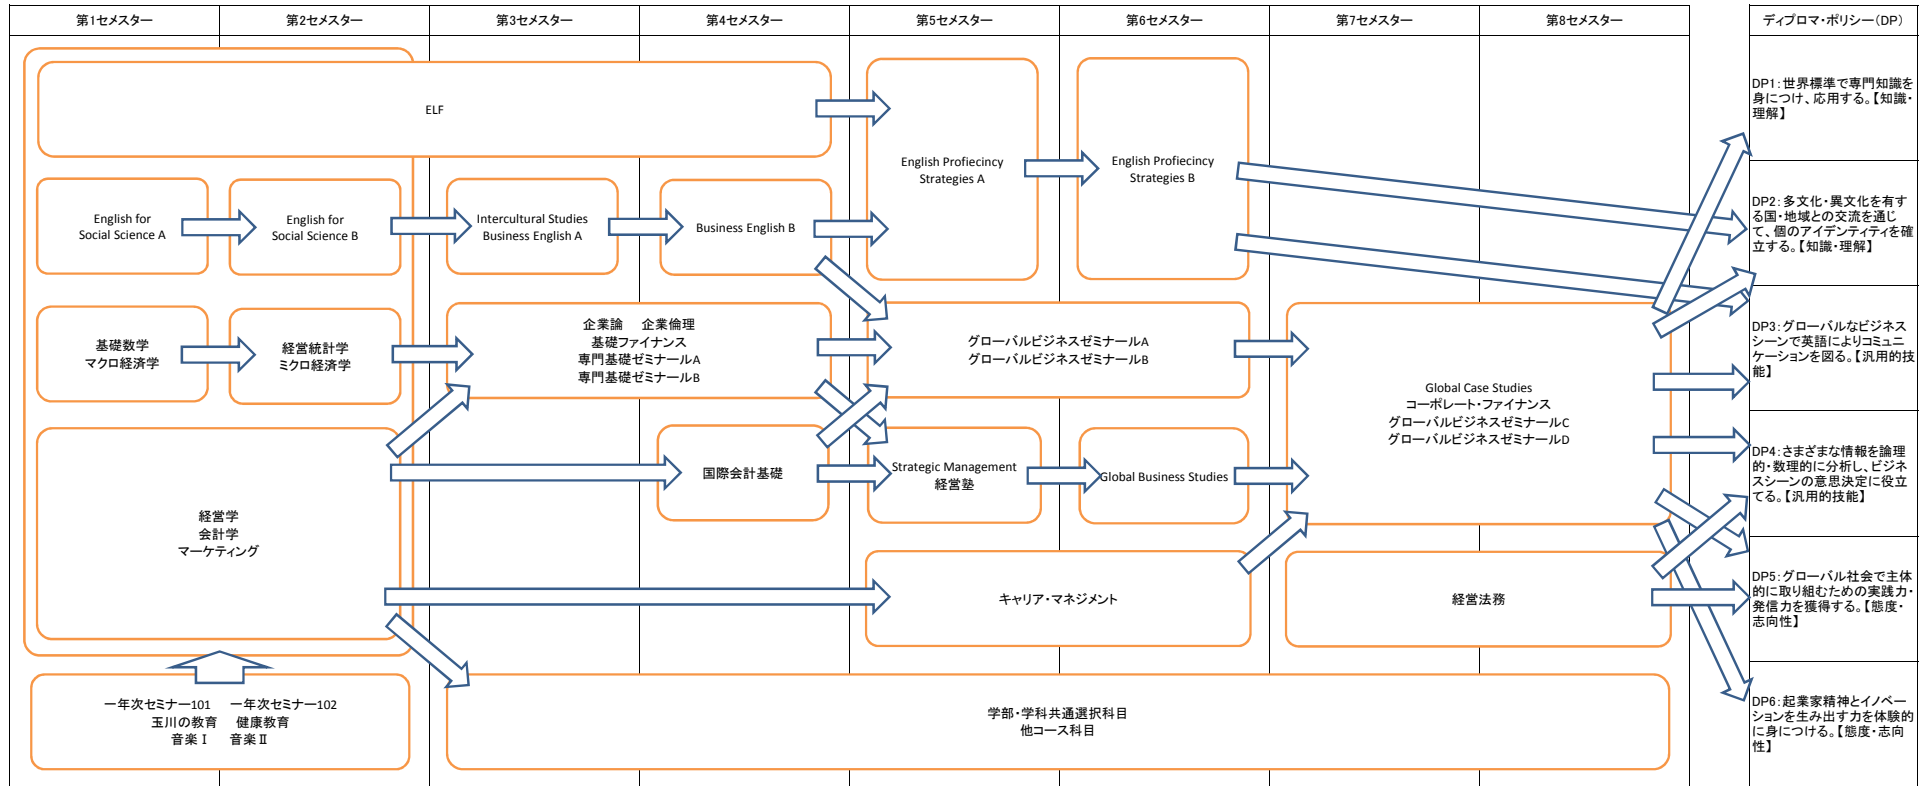 第1セメスター
第2セメスター
第3セメスター
第4セメスター
第5セメスター
第6セメスター
第7セメスター
第8セメスター
ディプロマ・ポリシー(DP)
ELF
English Profiecincy
Strategies A
English Profiecincy
Strategies B
English for
Social Science A
English for
Social Science B
Intercultural Studies
Business English A
Business English B
基礎数学
マクロ経済学
経営統計学
ミクロ経済学
企業論　企業倫理
基礎ファイナンス
専門基礎ゼミナールA
専門基礎ゼミナールB
グローバルビジネスゼミナールA
グローバルビジネスゼミナールB
Global Case Studies
コーポレート・ファイナンス
グローバルビジネスゼミナールC
グローバルビジネスゼミナールD
経営学
会計学
マーケティング
国際会計基礎
Strategic Management
経営塾
Global Business Studies
キャリア・マネジメント
経営法務
一年次セミナー101　一年次セミナー102
玉川の教育　健康教育
音楽Ⅰ　音楽Ⅱ
学部・学科共通選択科目
他コース科目
DP1:世界標準で専門知識を
身につけ、応用する。【知識・
理解】
DP2:多文化・異文化を有す
る国・地域との交流を通じ
て、個のアイデンティティを確
立する。【知識・理解】
DP3:グローバルなビジネス
シーンで英語によりコミュニ
ケーションを図る。【汎用的技
能】
DP4:さまざまな情報を論理
的・数理的に分析し、ビジネ
スシーンの意思決定に役立
てる。【汎用的技能】
DP5:グローバル社会で主体
的に取り組むための実践力・
発信力を獲得する。【態度・
志向性】
DP6:起業家精神とイノベー
ションを生み出す力を体験的
に身につける。【態度・志向
性】